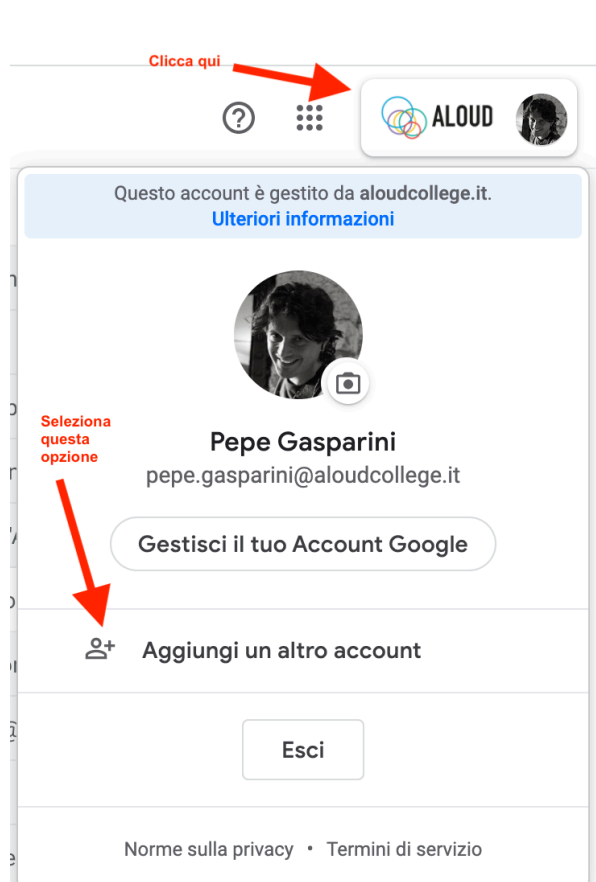 Clicca qui
ALOUD
Questo account è gestito da aloudcollege.it.
Ulteriori informazioni
Seleziona
questa
opzione
Pepe Gasparini
pepe.gasparini@aloudcollege.it
Gestisci il tuo Account Google
Aggiungi un altro account
Esci
Norme sulla privacy • Termini di servizio